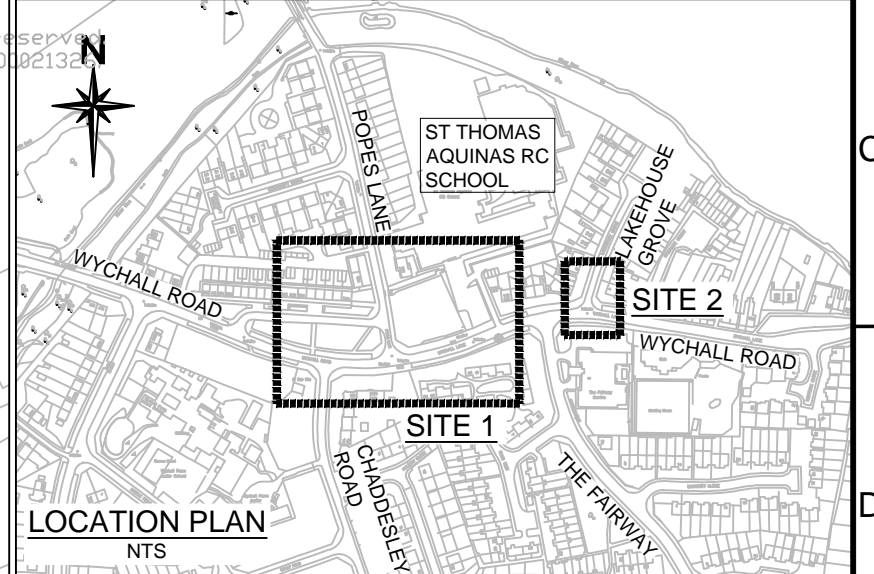 eserved
N
ST THOMAS
AQUINAS RC
SCHOOL
POPES LANE
LAKEHOUSE
GROVE
C
WYCHALL ROAD
SITE 2
WYCHALL ROAD
SITE 1
CHADDESLEY
ROAD
THE FAIRWAY
LOCATION PLAN
NTS
D